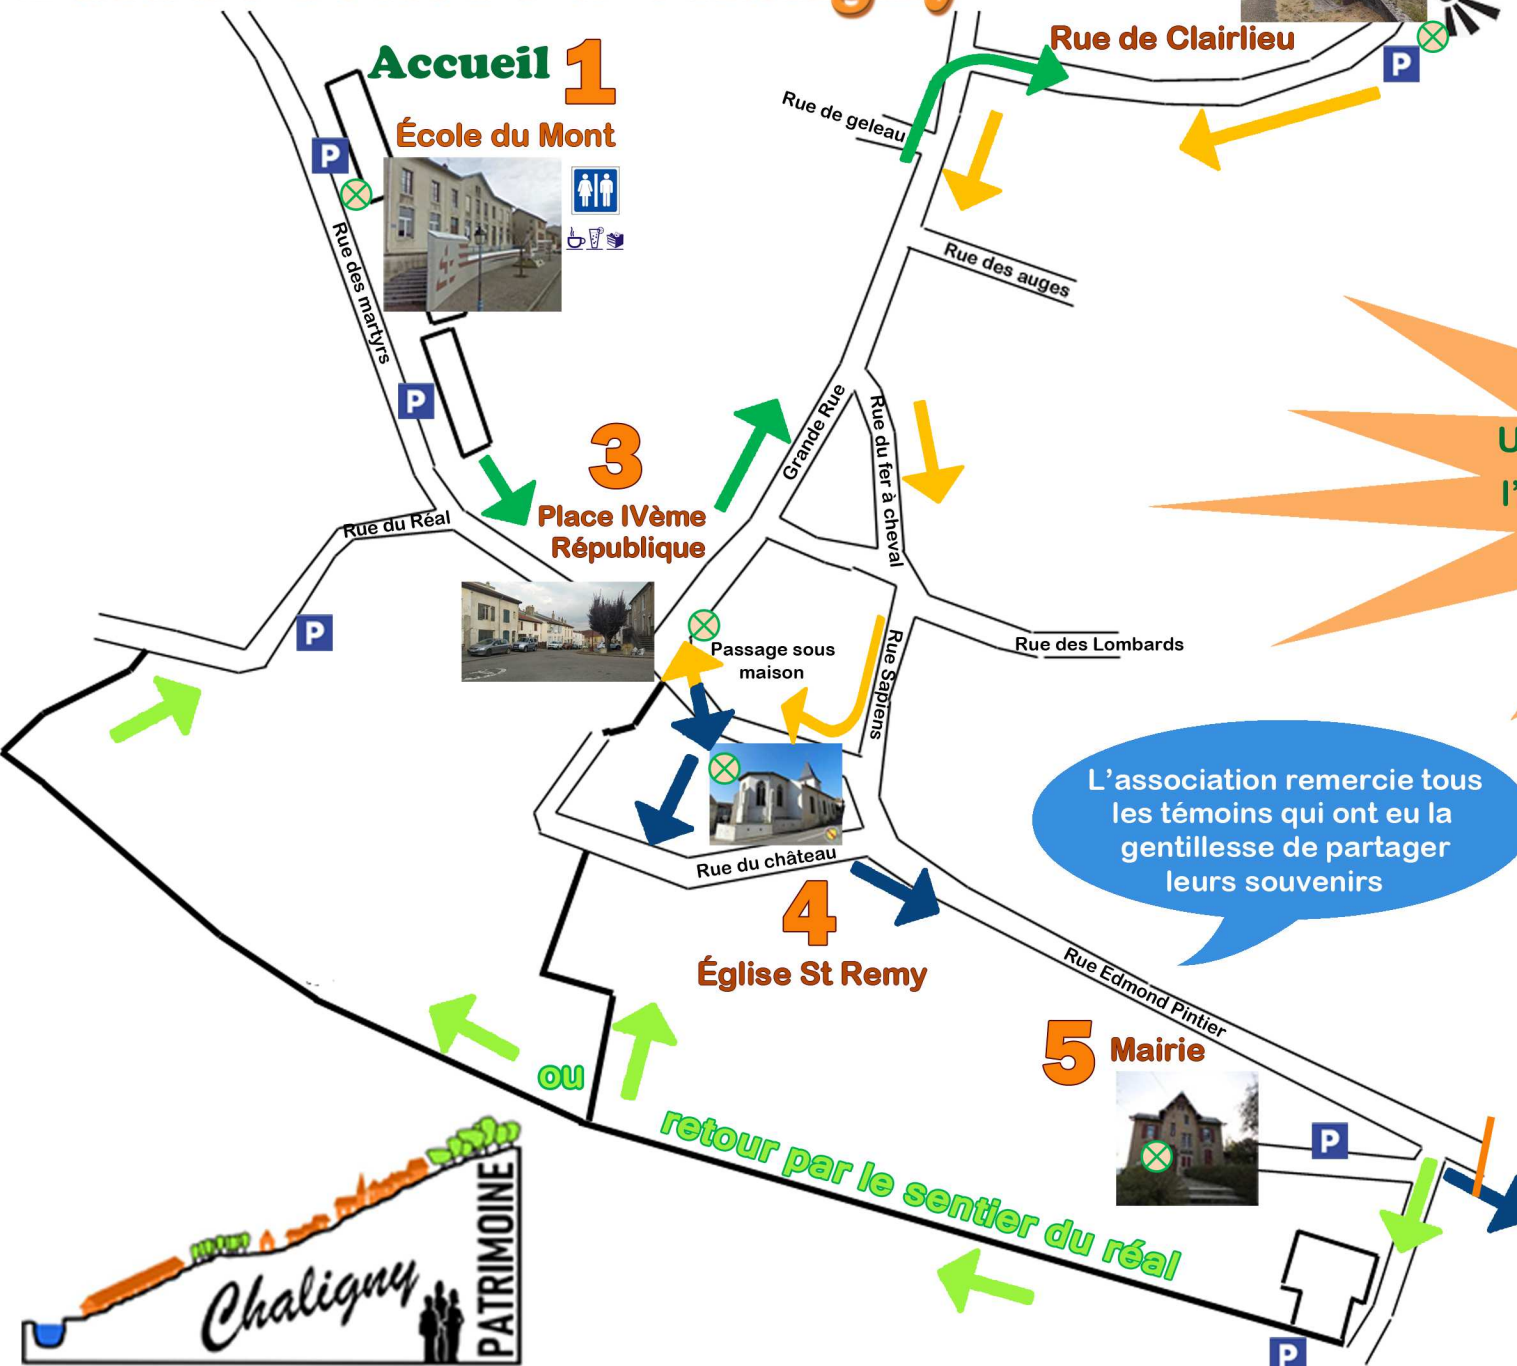 Rue de Clairlieu
P
Accueil 1
École du Mont
P
Rue de geleau
Rue des martyrs
Rue des auges
P
3
Place IVème
République
Grande Rue
Rue du fer à cheval
Rue du Réal
P
Passage sous
maison
Rue Sapiens
Rue des Lombards
L'association remercie tous
les témoins qui ont eu la
gentillesse de partager
leurs souvenirs
Rue du château
4
Église St Remy
Rue Edmond Pintier
5 Mairie
P
ou
retour par le sentier du réal
Chaligny
PATRIMOINE
P